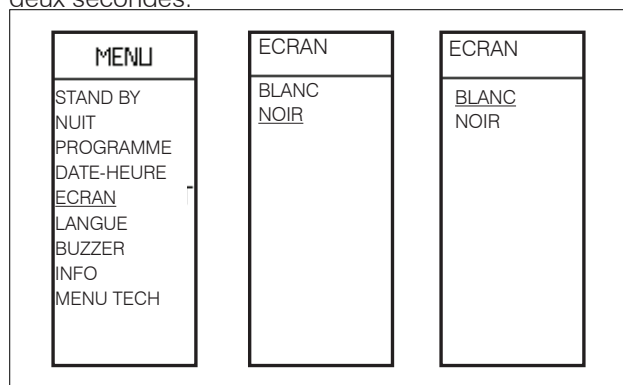 deux secondes.
MENU
STAND BY
NUIT
PROGRAMME
DATE-HEURE
ECRAN
LANGUE
BUZZER
INFO
MENU TECH
ECRAN
BLANC
NOIR
ECRAN
BLANC
NOIR